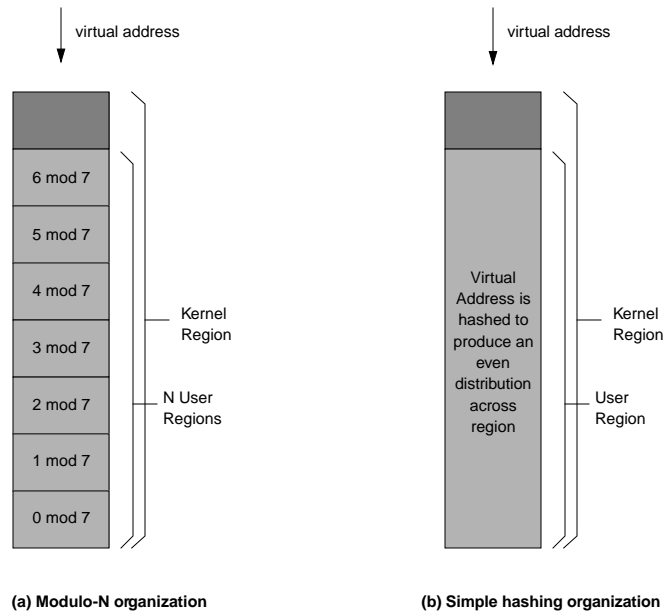 virtual address
6 mod 7
5 mod 7
4 mod 7
3 mod 7
2 mod 7
1 mod 7
0 mod 7
Kernel
Region
N User
Regions
(a) Modulo-N organization
virtual address
Virtual
Address is
hashed to
produce an
even
distribution
across
region
Kernel
Region
User
Region
(b) Simple hashing organization